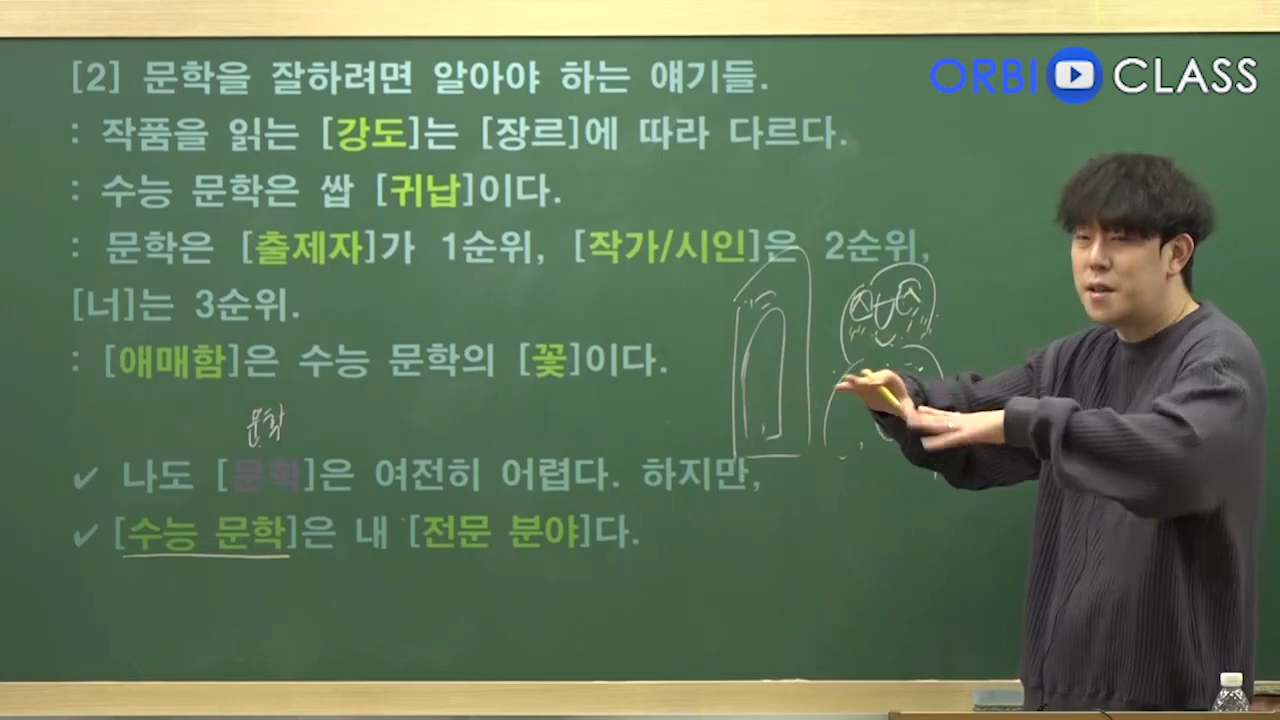 ORBI CLASS
[2] 문학을 잘하려면 알아야 하는 얘기들.
: 작품을 읽는 [강도]는 [장르]에 따라 다르다.
: 수능 문학은 쌉 [귀납]이다.
: 문학은 [출제자]가 1순위, [작가/시인]은 2순위,
[너]는 3순위.
: [애매함]은 수능 문학의 [꽃]이다.
문학
✔ 나도 [문학]은 여전히 어렵다. 하지만,
✔ [수능 문학]은 내 [전문 분야]다.